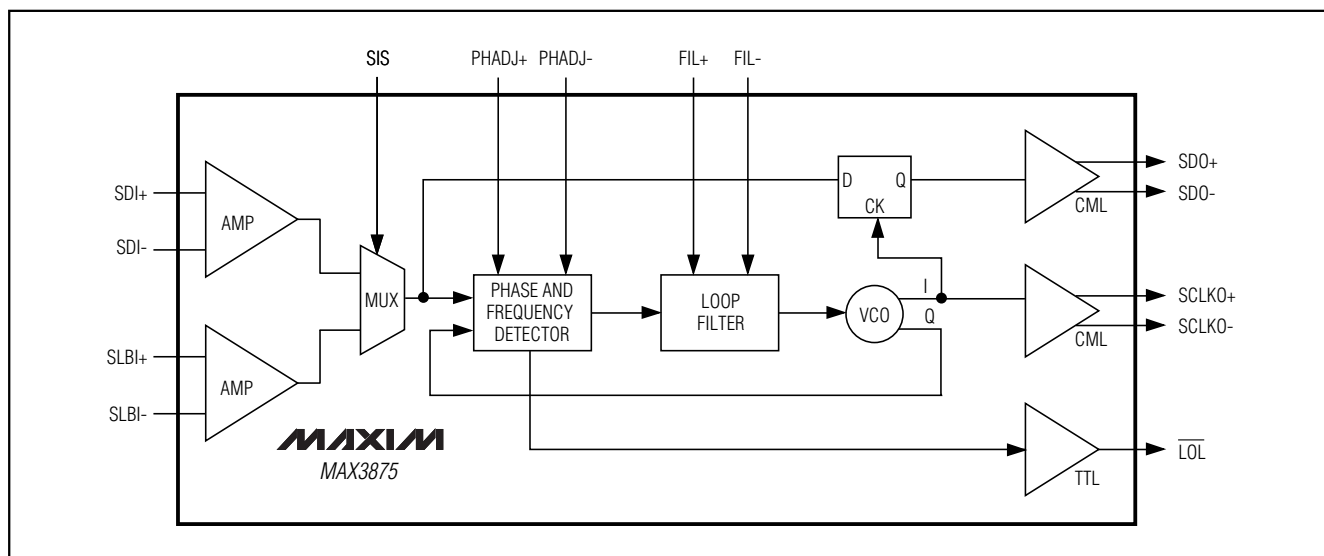 SIS
PHADJ+ PHADJ-
FIL+ FIL-
SDI+
SDI-
AMP
SLBI+
SLBI-
AMP
MUX
PHASE AND
FREQUENCY
DETECTOR
LOOP
FILTER
VCO
I
Q
D Q
CK
CML
SDO+
SDO-
CML
SCLKO+
SCLKO-
TTL
LOL
MAXIM
MAX3875